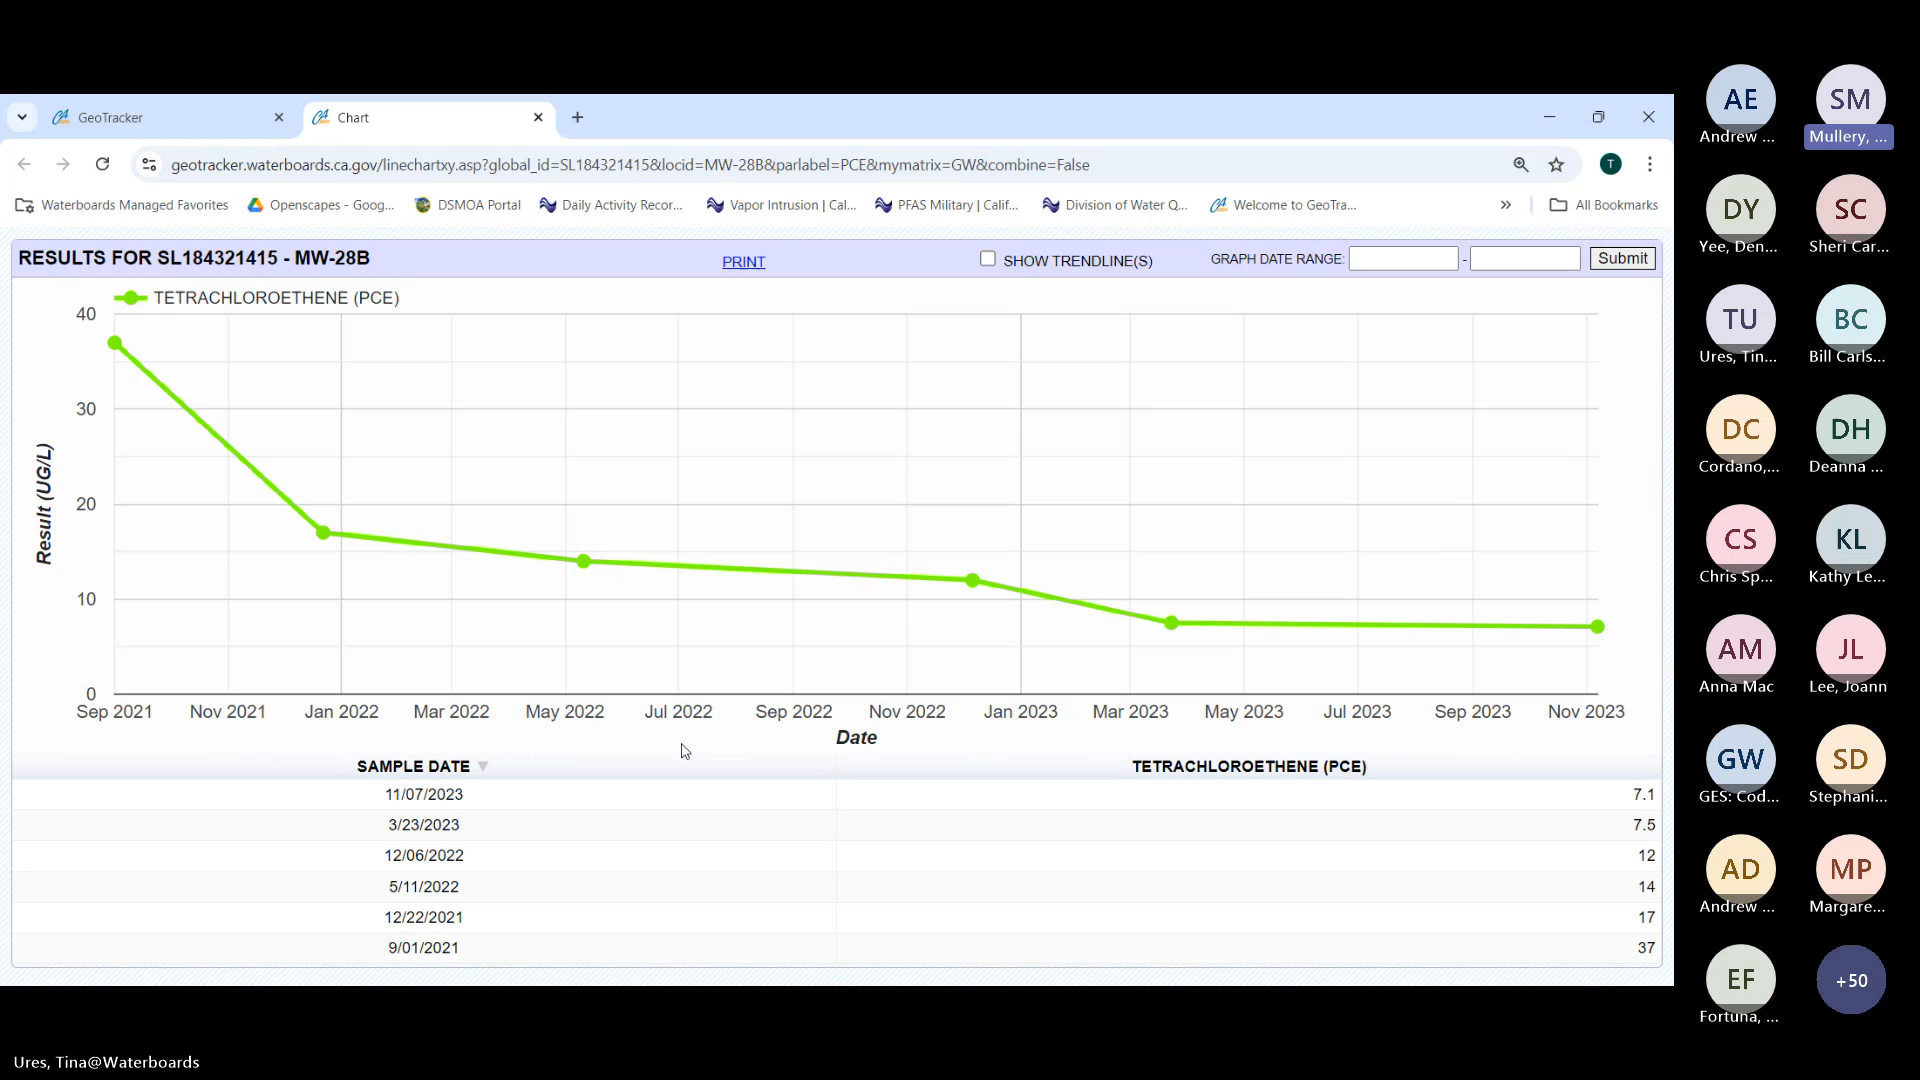 GeoTracker
Chart
geotracker.waterboards.ca.gov/linechartxy.asp?global_id=SL184321415&locid=MW-28B&parlabel=PCE&mymatrix=GW&combine=False
T
Waterboards Managed Favorites
Openscapes - Goog...
DSMOA Portal
Daily Activity Recor...
Vapor Intrusion | Cal...
PFAS Military | Calif...
Division of Water Q...
Welcome to GeoTra...
»
All Bookmarks
RESULTS FOR SL184321415 - MW-28B
PRINT
SHOW TRENDLINE(S)
GRAPH DATE RANGE: -
Submit
TETRACHLOROETHENE (PCE)
40
30
20
10
0
Result (UG/L)
Sep 2021 Nov 2021 Jan 2022 Mar 2022 May 2022 Jul 2022 Sep 2022 Nov 2022 Jan 2023 Mar 2023 May 2023 Jul 2023 Sep 2023 Nov 2023
Date
SAMPLE DATE TETRACHLOROETHENE (PCE)
11/07/2023 7.1
3/23/2023 7.5
12/06/2022 12
5/11/2022 14
12/22/2021 17
9/01/2021 37
AE SM
Andrew ... Mullery, ...
DY SC
Yee, Den... Sheri Car...
TU BC
Ures, Tin... Bill Carls...
DC DH
Cordano,... Deanna ...
CS KL
Chris Sp... Kathy Le...
AM JL
Anna Mac Lee, Joann
GW SD
GES: Cod... Stephani...
AD MP
Andrew ... Margare...
EF +50
Fortuna, ...
Ures, Tina@Waterboards